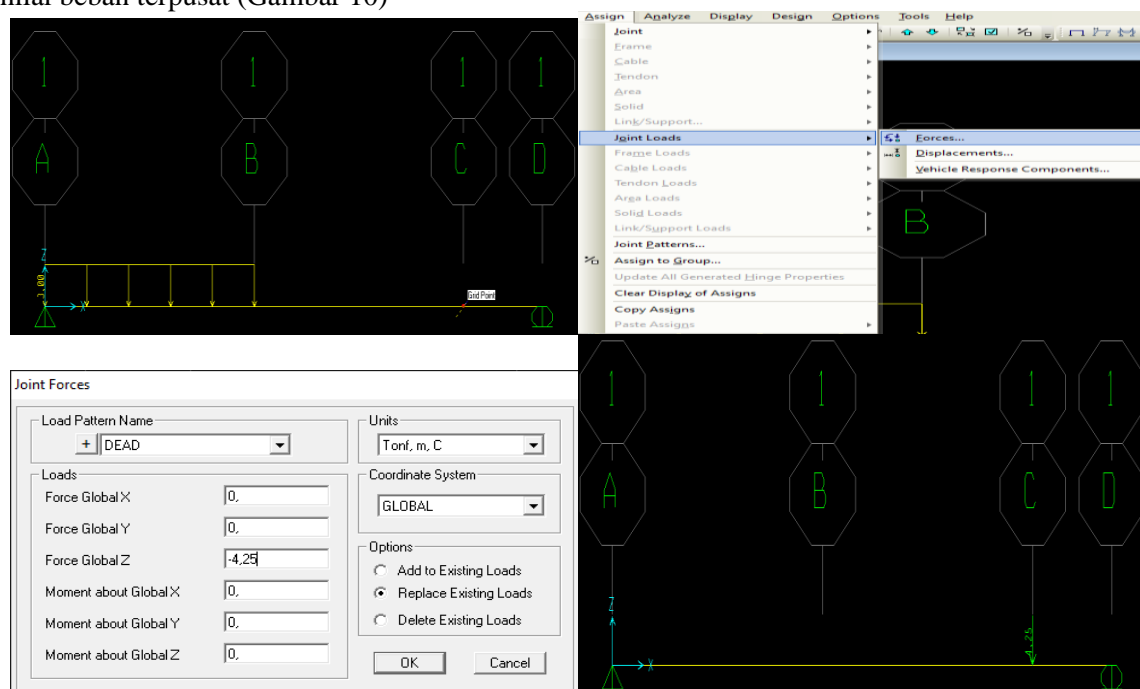 nilai beban terpusat (Gambar 10)
1
1
1
1
A
B
C
D
Z
3.00
X
Grid Point
Assign Analyze Display Design Options Tools Help
Joint
Frame
Cable
Tendon
Area
Solid
Link/Support...
Joint Loads
Frame Loads
Cable Loads
Tendon Loads
Area Loads
Solid Loads
Link/Support Loads
Joint Patterns...
Assign to Group...
Update All Generated Hinge Properties
Clear Display of Assigns
Copy Assigns
Paste Assigns
Forces...
Displacements...
Vehicle Response Components...
B
Joint Forces
Load Pattern Name
+ DEAD
Units
Tonf, m, C
Loads
Force Global X 0,
Force Global Y 0,
Force Global Z -4,25
Moment about Global X 0,
Moment about Global Y 0,
Moment about Global Z 0,
Coordinate System
GLOBAL
Options
Add to Existing Loads
Replace Existing Loads
Delete Existing Loads
OK Cancel
1
1
1
1
A
B
C
D
Z
4.25
X